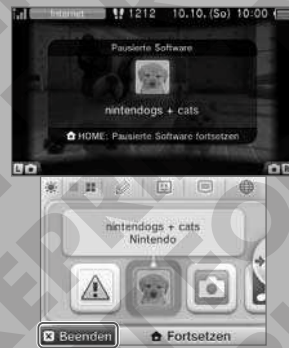 Internet 1212 10.10.(So) 10:00
Pausierte Software
nintendogs + cats
HOME: Pausierte Software fortsetzen
L R
nintendogs + cats
Nintendo
X Beenden Fortsetzen